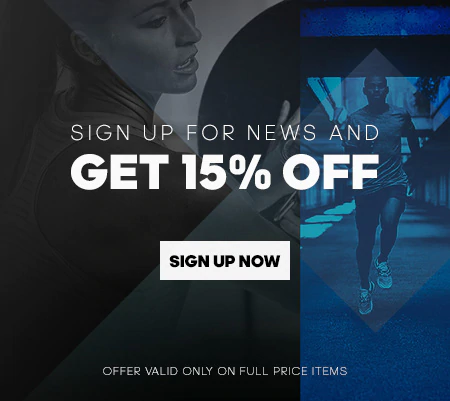 SIGN UP FOR NEWS AND
GET 15% OFF
SIGN UP NOW
OFFER VALID ONLY ON FULL PRICE ITEMS